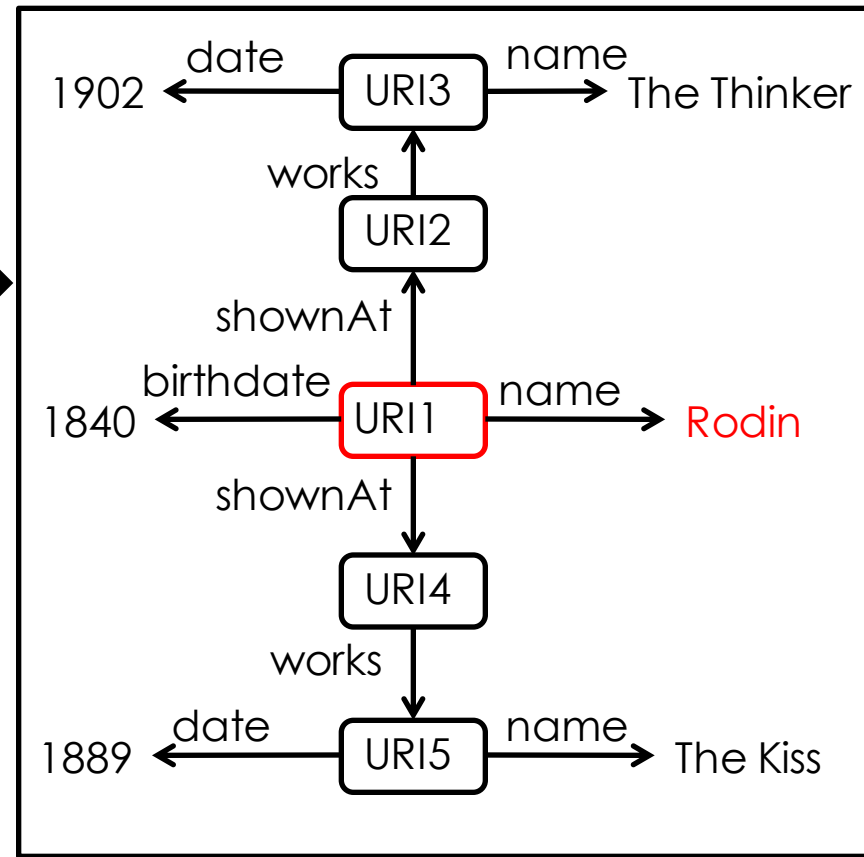 date name
1902 URI3 The Thinker
works
URI2
shownAt
birthdate name
1840 URI1 Rodin
shownAt
URI4
works
date name
1889 URI5 The Kiss